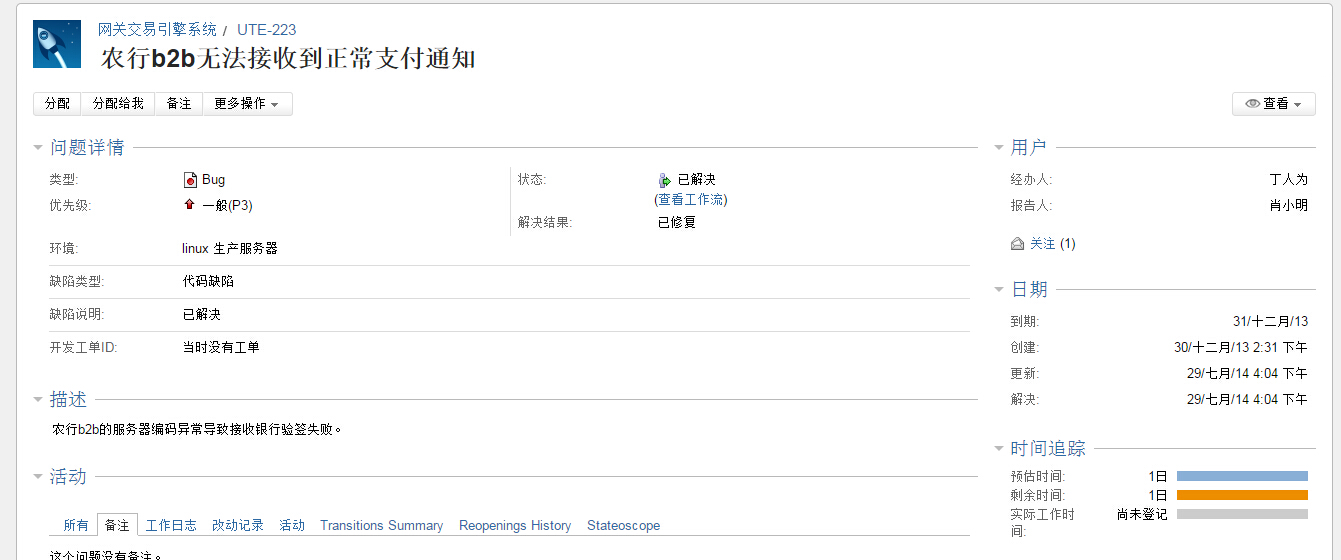 网关交易引擎系统 / UTE-223
农行b2b无法接收到正常支付通知
分配 分配给我 备注 更多操作 查看
问题详情
类型: Bug
状态: 已解决
(查看工作流)
优先级: 一般(P3)
解决结果: 已修复
环境: linux 生产服务器
缺陷类型: 代码缺陷
缺陷说明: 已解决
开发工单ID: 当时没有工单
描述
农行b2b的服务器编码异常导致接收银行验签失败。
活动
所有 备注 工作日志 改动记录 活动 Transitions Summary Reopenings History Stateoscope
这个问题没有备注。
用户
经办人: 丁人为
报告人: 肖小明
关注 (1)
日期
到期: 31/十二月/13
创建: 30/十二月/13 2:31 下午
更新: 29/七月/14 4:04 下午
解决: 29/七月/14 4:04 下午
时间追踪
预估时间: 1日
剩余时间: 1日
实际工作时 尚未登记
间: